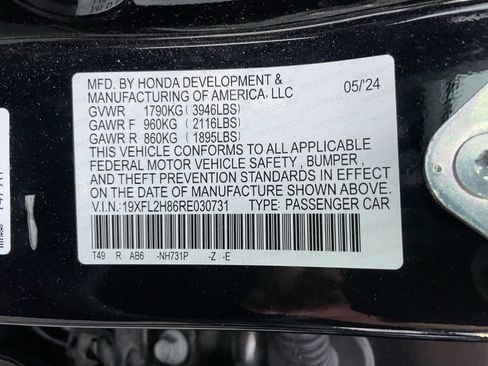 MFD. BY HONDA DEVELOPMENT &
MANUFACTURING OF AMERICA, LLC 05/'24
GVWR 1790KG ( 3946LBS)
GAWR F 960KG ( 2116LBS)
GAWR R 860KG ( 1895LBS)
THIS VEHICLE CONFORMS TO ALL APPLICABLE
FEDERAL MOTOR VEHICLE SAFETY , BUMPER ,
AND THEFT PREVENTION STANDARDS IN EFFECT
ON THE DATE OF MANUFACTURE SHOWN ABOVE.
V.I.N.: 19XFL2H86RE030731 TYPE: PASSENGER CAR
T49 R AB6 -NH731P -Z -E